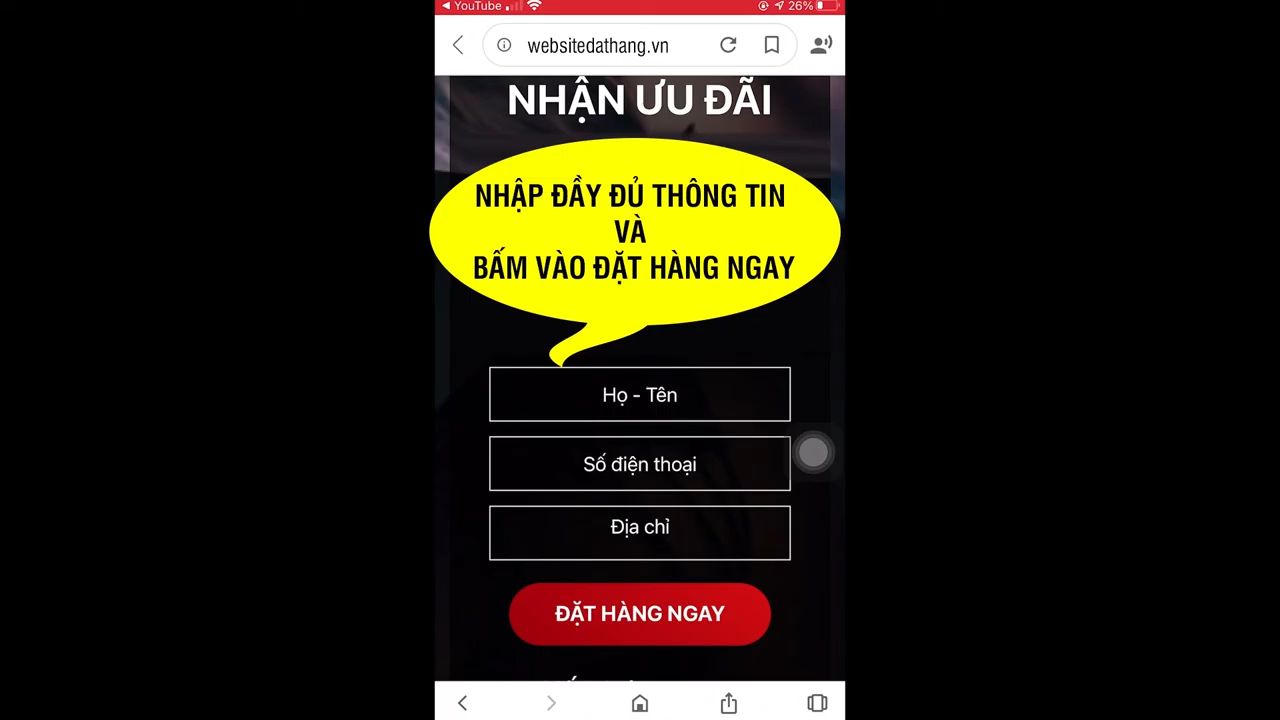 YouTube
26%
websitedathang.vn
NHẬN ƯU ĐÃI
NHẬP ĐẦY ĐỦ THÔNG TIN
VÀ
BẤM VÀO ĐẶT HÀNG NGAY
Họ - Tên
Số điện thoại
Địa chỉ
ĐẶT HÀNG NGAY